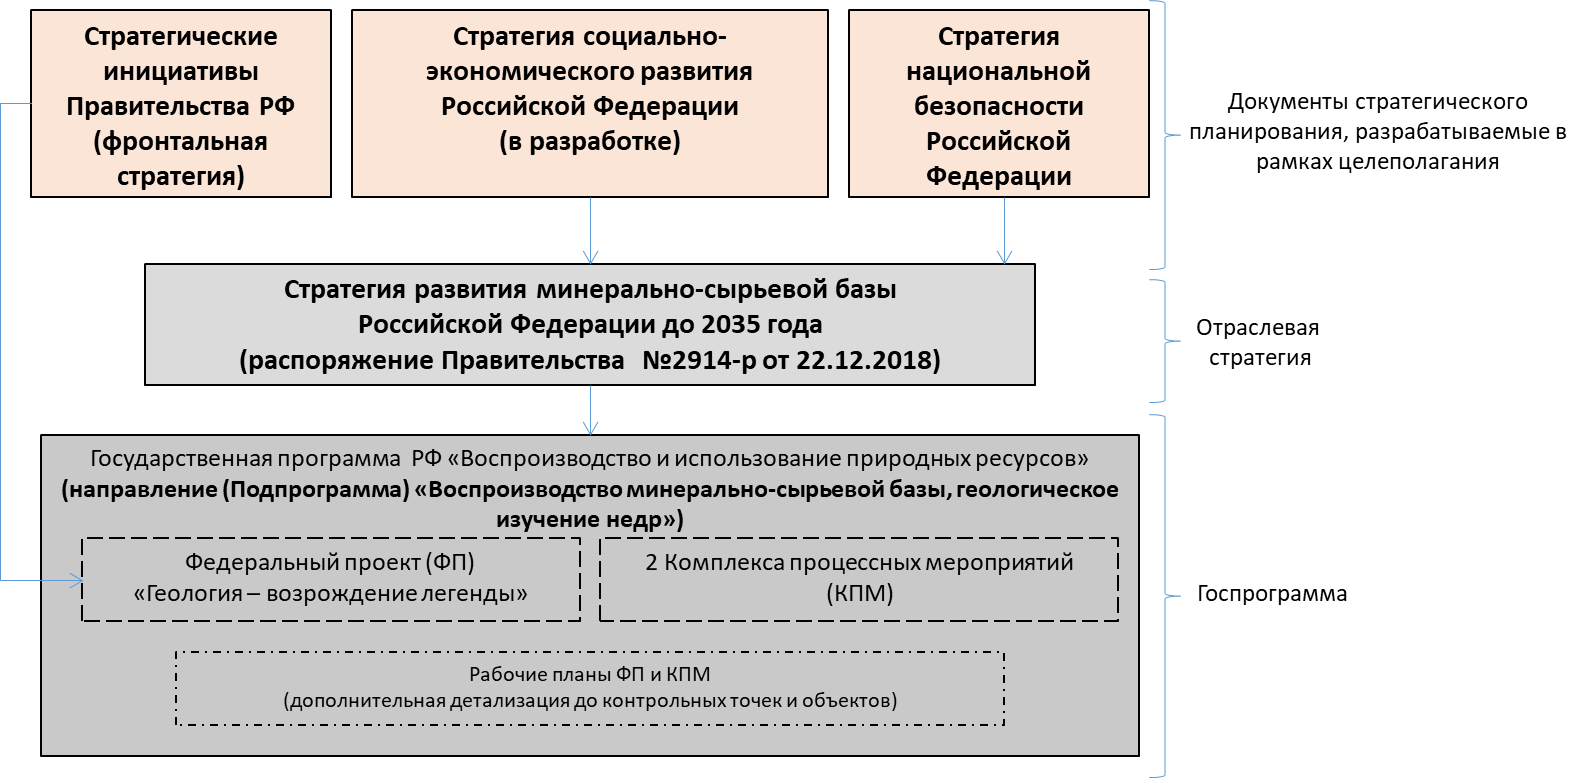 Стратегические
инициативы
Правительства РФ
(фронтальная
стратегия)
Стратегия социально-
экономического развития
Российской Федерации
(в разработке)
Стратегия
национальной
безопасности
Российской
Федерации
Документы стратегического
планирования, разрабатываемые в
рамках целеполагания
Стратегия развития минерально-сырьевой базы
Российской Федерации до 2035 года
(распоряжение Правительства №2914-р от 22.12.2018)
Отраслевая
стратегия
Государственная программа РФ «Воспроизводство и использование природных ресурсов»
(направление (Подпрограмма) «Воспроизводство минерально-сырьевой базы, геологическое
изучение недр»)
Федеральный проект (ФП)
«Геология – возрождение легенды»
2 Комплекса процессных мероприятий
(КПМ)
Рабочие планы ФП и КПМ
(дополнительная детализация до контрольных точек и объектов)
Госпрограмма